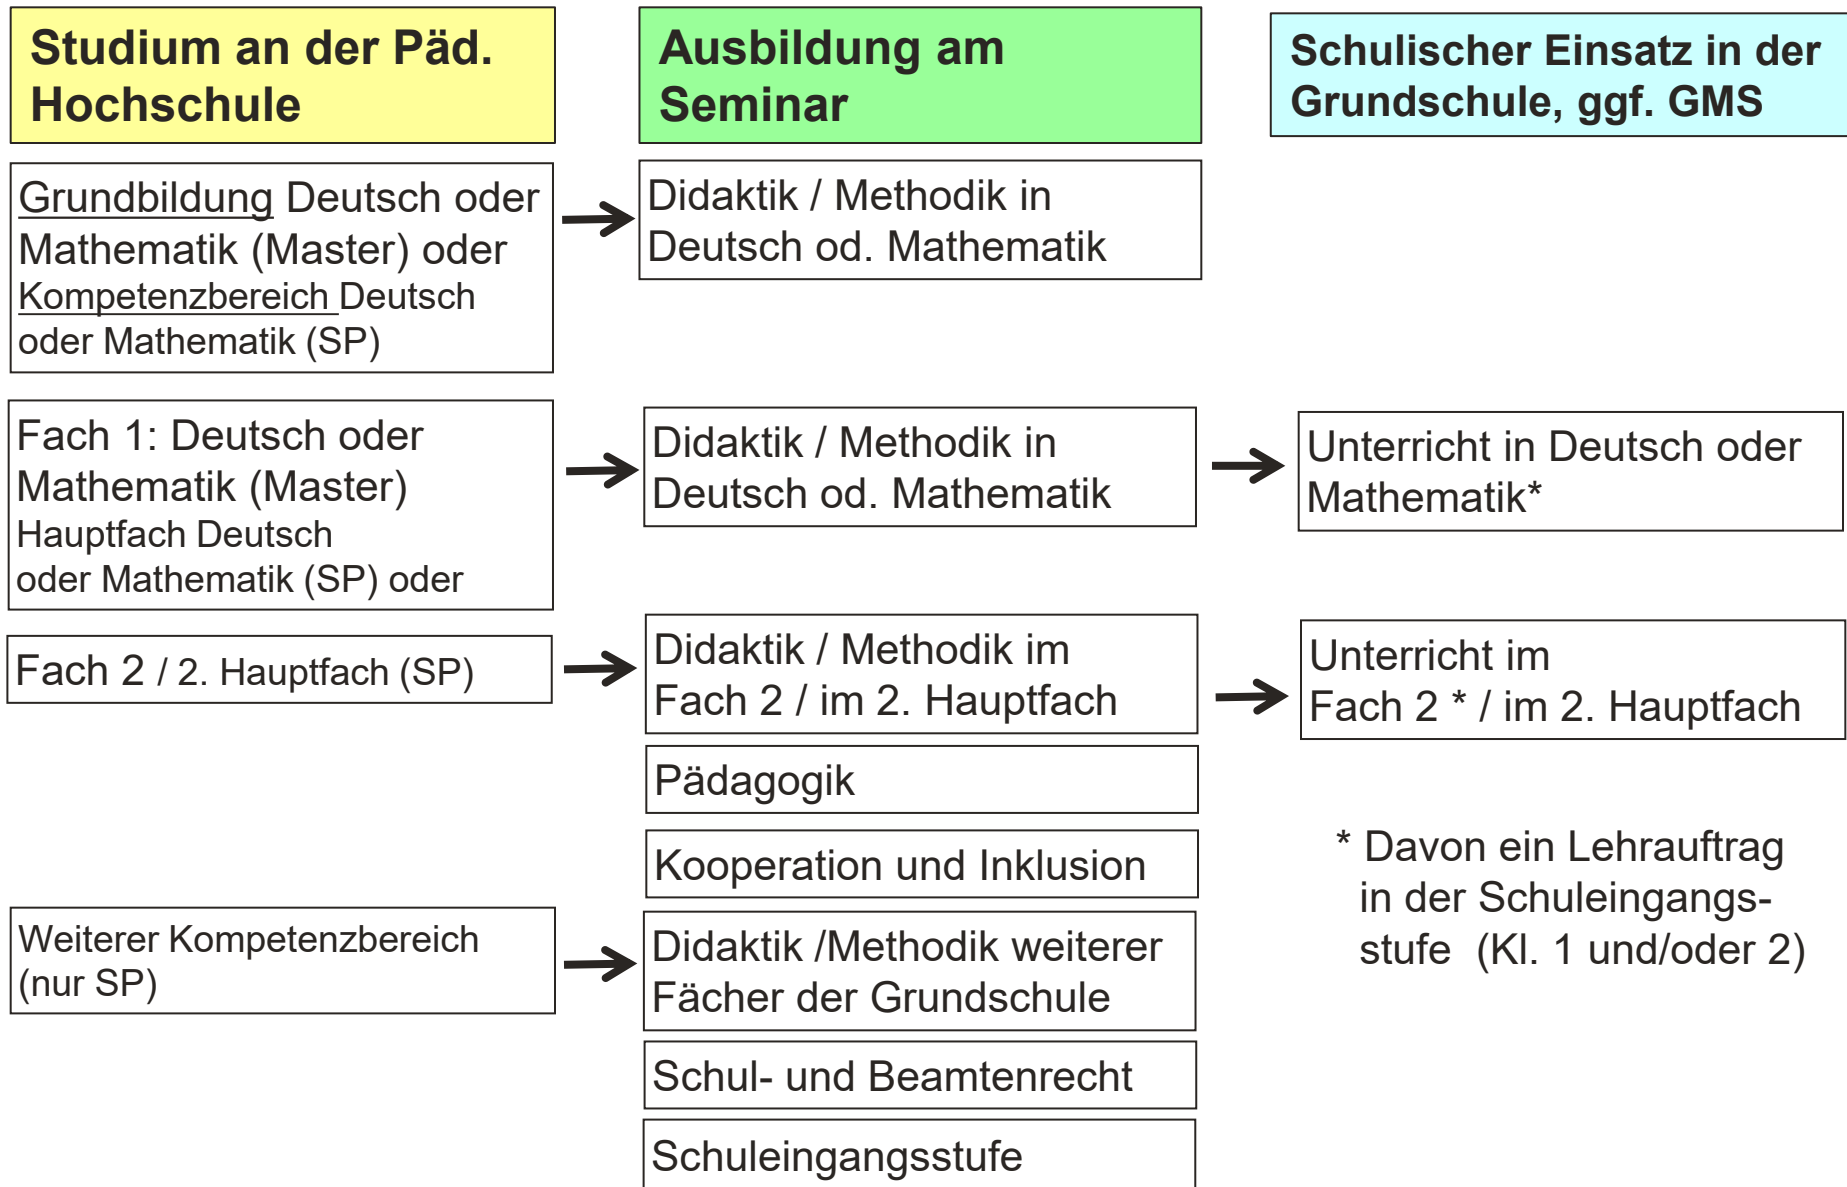 Studium an der Päd.
Hochschule
Ausbildung am
Seminar
Schulischer Einsatz in der
Grundschule, ggf. GMS
Grundbildung Deutsch oder
Mathematik (Master) oder
Kompetenzbereich Deutsch
oder Mathematik (SP)
Didaktik / Methodik in
Deutsch od. Mathematik
Fach 1: Deutsch oder
Mathematik (Master)
Hauptfach Deutsch
oder Mathematik (SP) oder
Didaktik / Methodik in
Deutsch od. Mathematik
Unterricht in Deutsch oder
Mathematik*
Fach 2 / 2. Hauptfach (SP)
Didaktik / Methodik im
Fach 2 / im 2. Hauptfach
Unterricht im
Fach 2 * / im 2. Hauptfach
Pädagogik
Kooperation und Inklusion
* Davon ein Lehrauftrag
in der Schuleingangs-
stufe (Kl. 1 und/oder 2)
Weiterer Kompetenzbereich
(nur SP)
Didaktik /Methodik weiterer
Fächer der Grundschule
Schul- und Beamtenrecht
Schuleingangsstufe